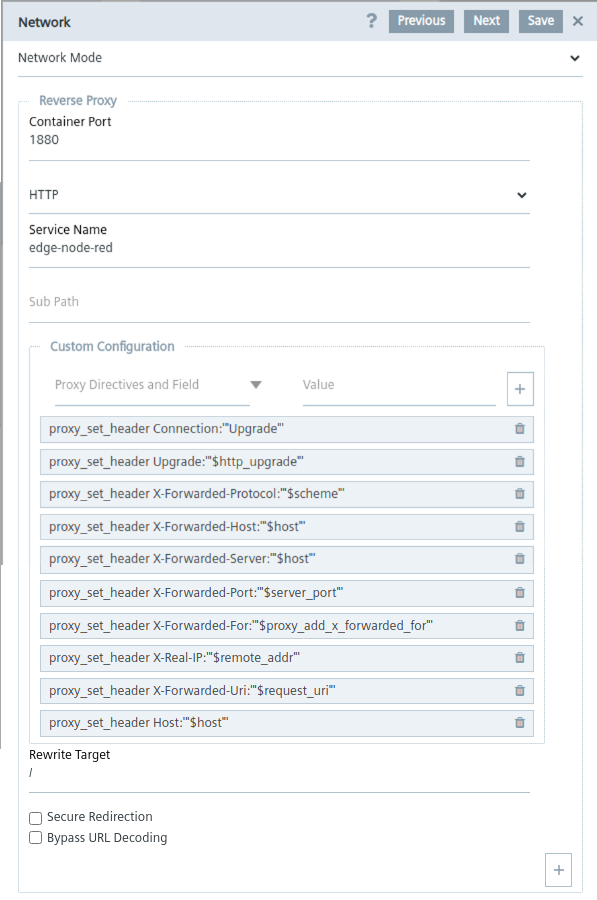 Network ? Previous Next Save ×
Network Mode
Reverse Proxy
Container Port
1880
HTTP
Service Name
edge-node-red
Sub Path
Custom Configuration
Proxy Directives and Field Value +
proxy_set_header Connection:'"Upgrade"'
proxy_set_header Upgrade:'"$http_upgrade"'
proxy_set_header X-Forwarded-Protocol:'"$scheme"'
proxy_set_header X-Forwarded-Host:'"$host"'
proxy_set_header X-Forwarded-Server:'"$host"'
proxy_set_header X-Forwarded-Port:'"$server_port"'
proxy_set_header X-Forwarded-For:'"$proxy_add_x_forwarded_for"'
proxy_set_header X-Real-IP:'"$remote_addr"'
proxy_set_header X-Forwarded-Uri:'"$request_uri"'
proxy_set_header Host:'"$host"'
Rewrite Target
/
Secure Redirection
Bypass URL Decoding
+